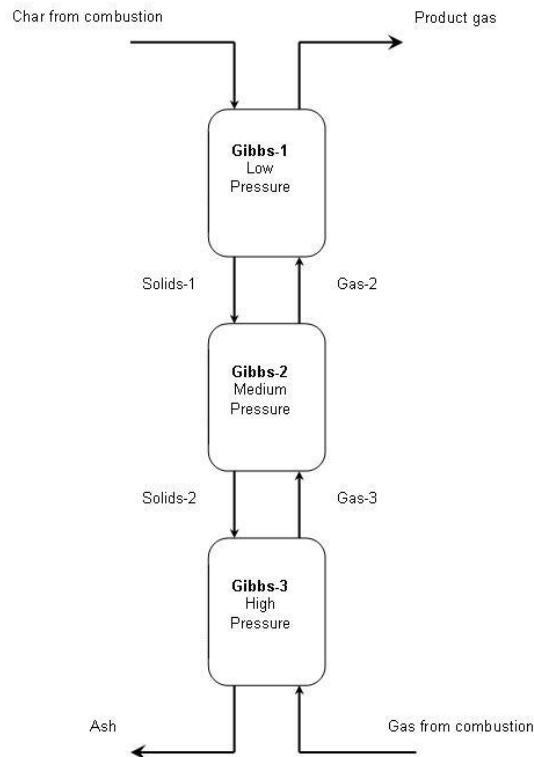 Char from combustion
Product gas
Gibbs-1
Low
Pressure
Solids-1
Gas-2
Gibbs-2
Medium
Pressure
Solids-2
Gas-3
Gibbs-3
High
Pressure
Ash
Gas from combustion